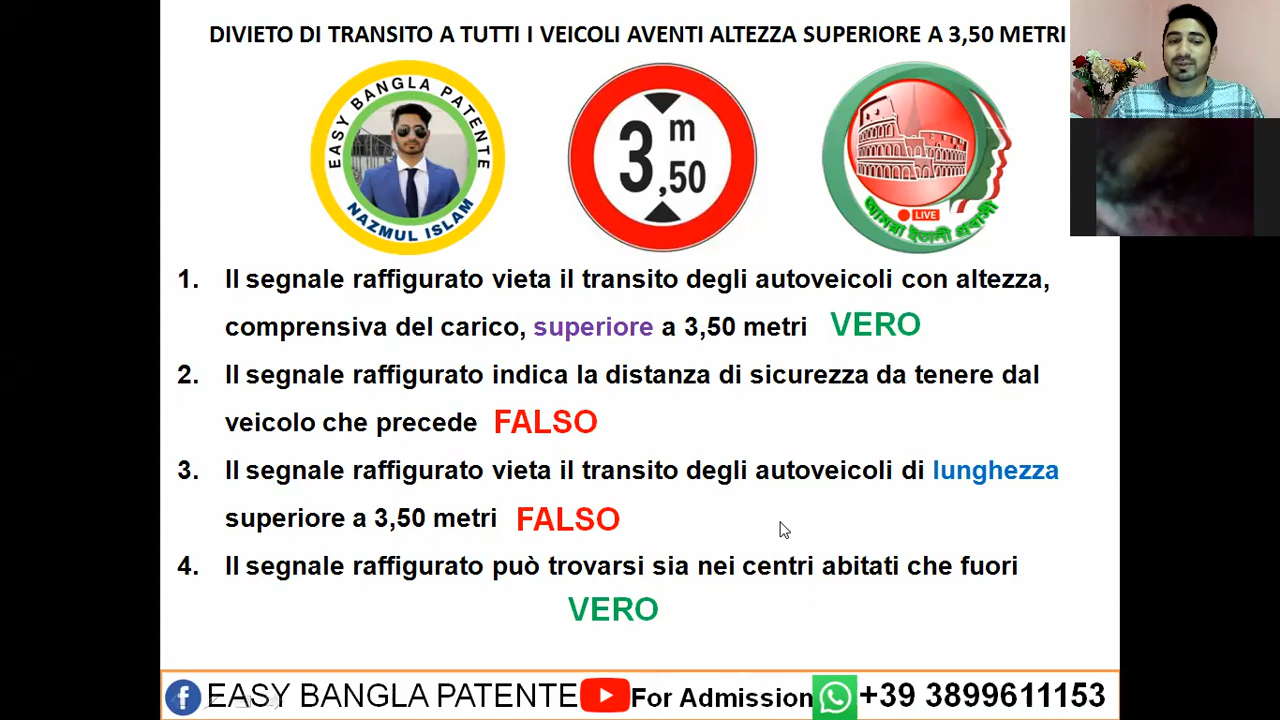 DIVIETO DI TRANSITO A TUTTI I VEICOLI AVENTI ALTEZZA SUPERIORE A 3,50 METRI
EASY BANGLA PATENTE
NAZMUL ISLAM
3,50 m
LIVE
আমরা ইতালী প্রবাসী
1. Il segnale raffigurato vieta il transito degli autoveicoli con altezza,
comprensiva del carico, superiore a 3,50 metri VERO
2. Il segnale raffigurato indica la distanza di sicurezza da tenere dal
veicolo che precede FALSO
3. Il segnale raffigurato vieta il transito degli autoveicoli di lunghezza
superiore a 3,50 metri FALSO
4. Il segnale raffigurato può trovarsi sia nei centri abitati che fuori
VERO
EASY BANGLA PATENTE For Admission +39 3899611153